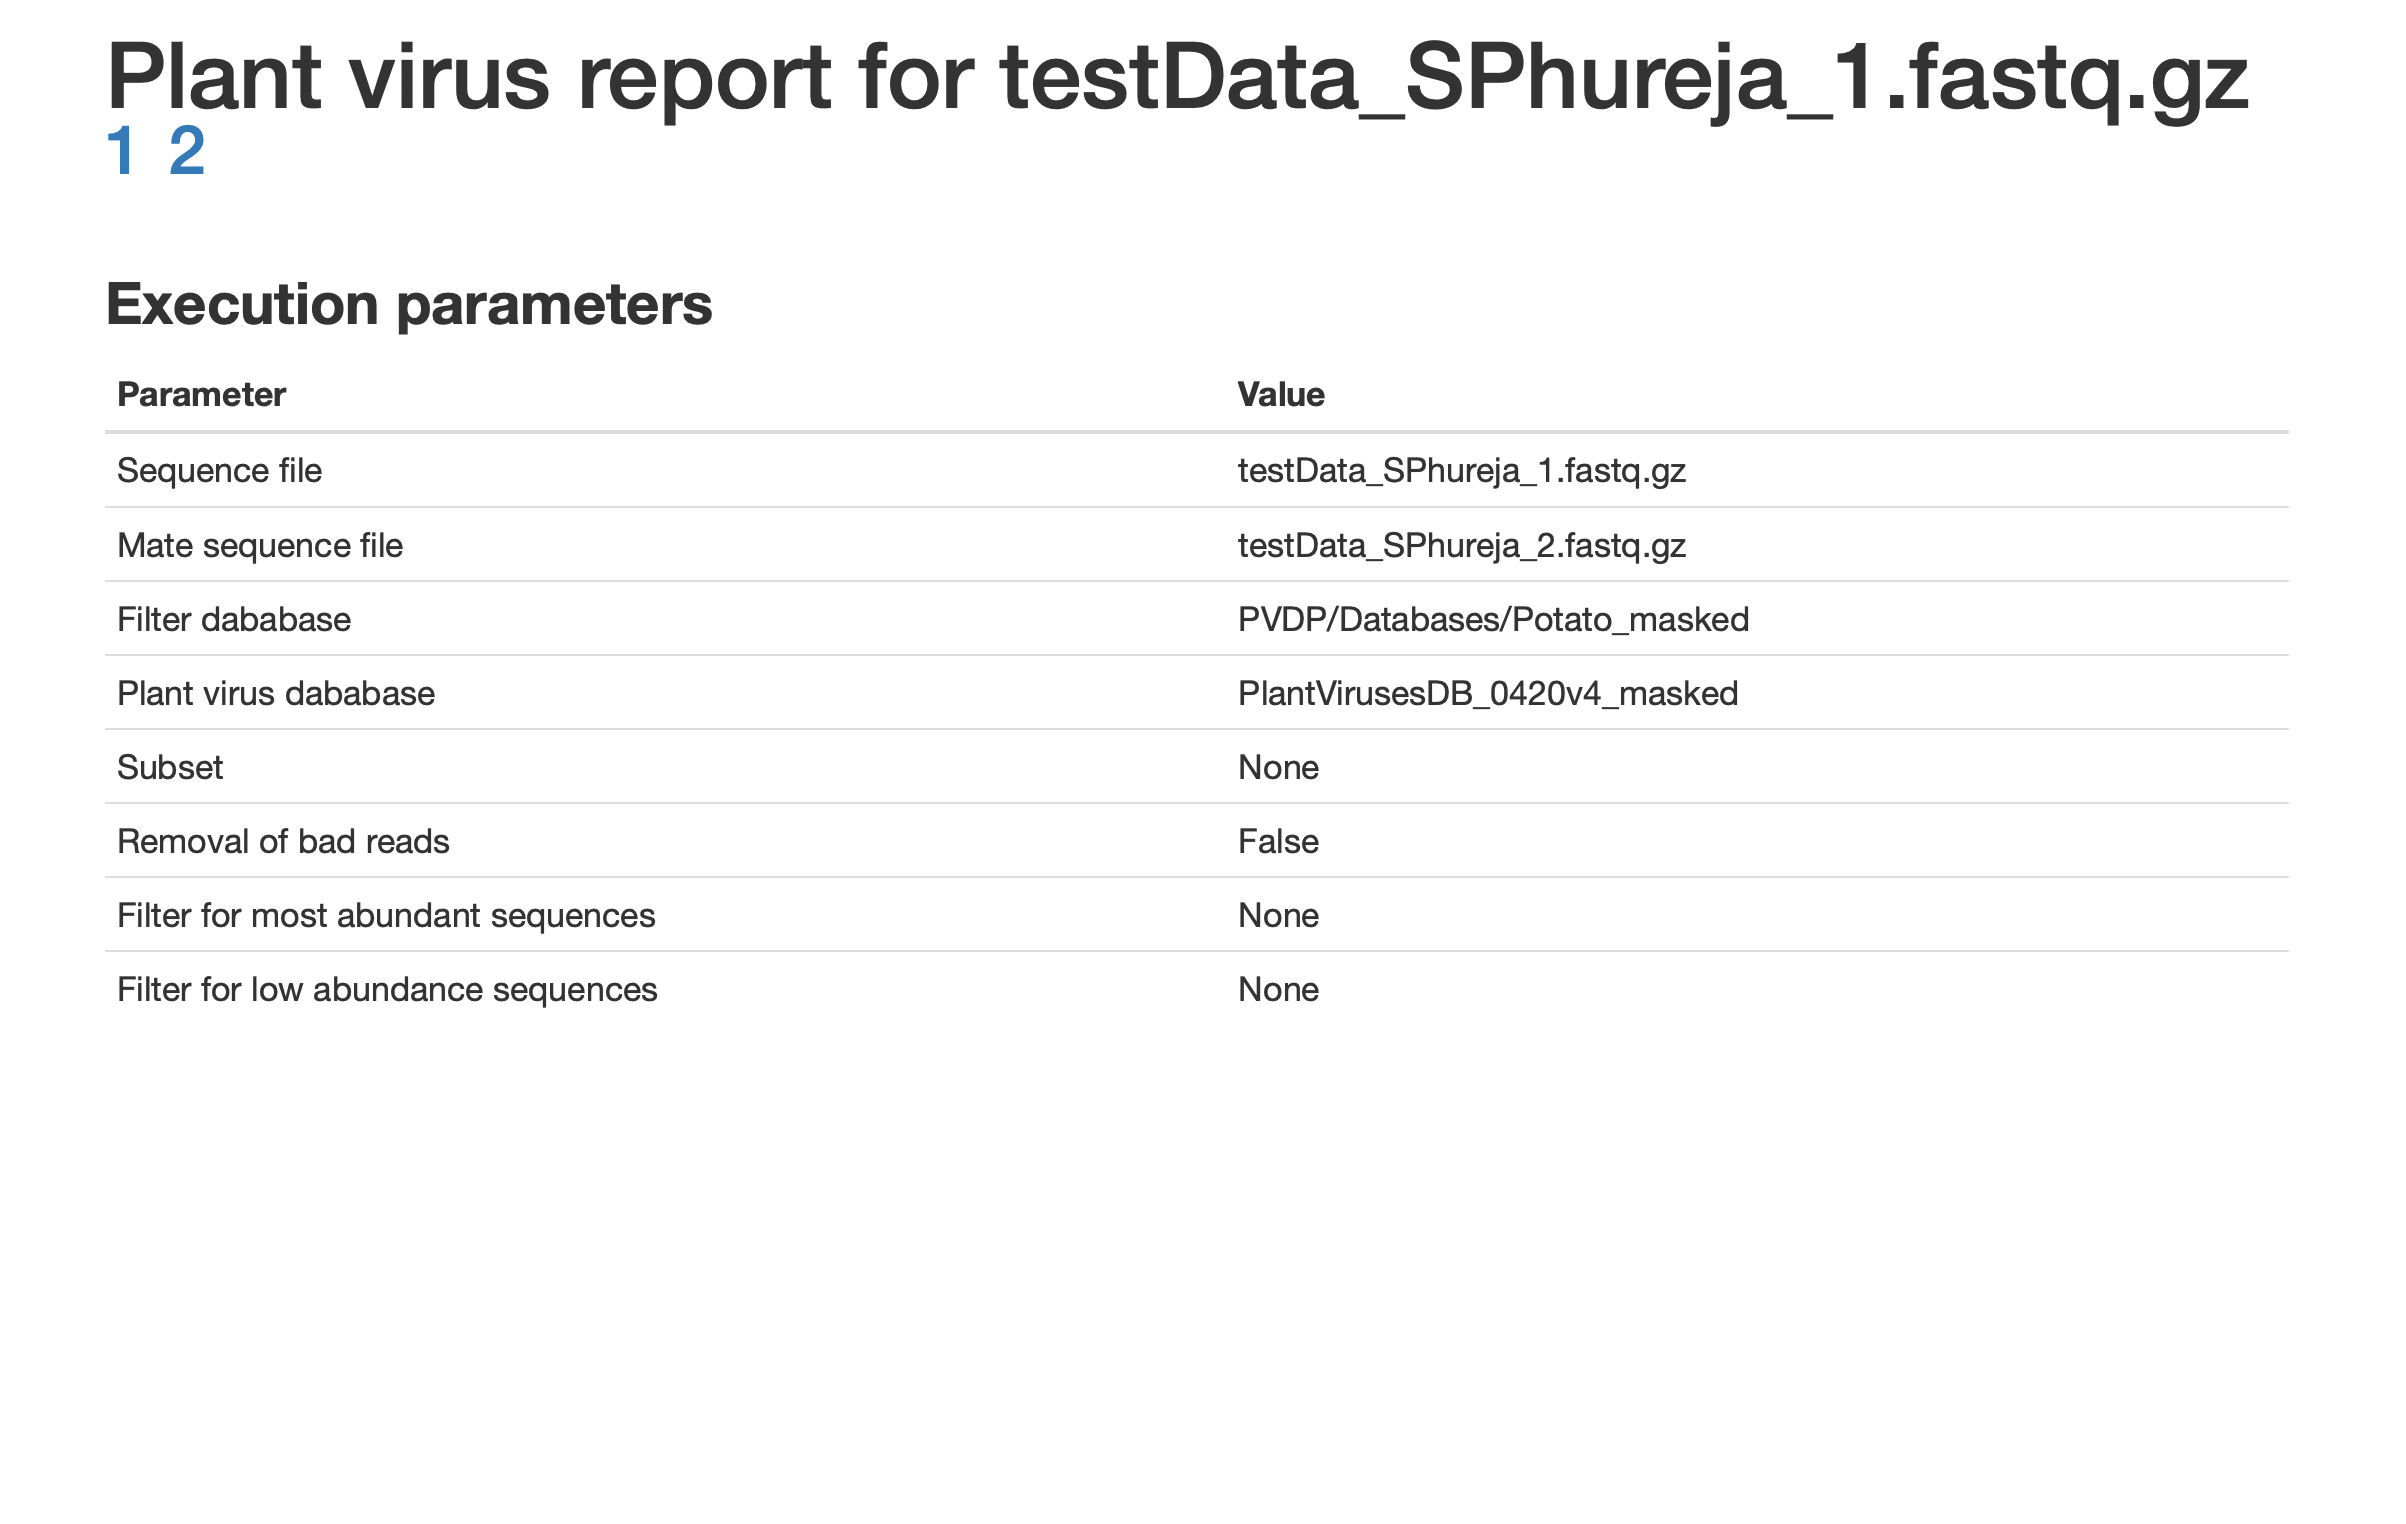 Plant virus report for testData_SPhureja_1.fastq.gz
1 2
Execution parameters
Parameter Value
Sequence file testData_SPhureja_1.fastq.gz
Mate sequence file testData_SPhureja_2.fastq.gz
Filter dababase PVDP/Databases/Potato_masked
Plant virus dababase PlantVirusesDB_0420v4_masked
Subset None
Removal of bad reads False
Filter for most abundant sequences None
Filter for low abundance sequences None